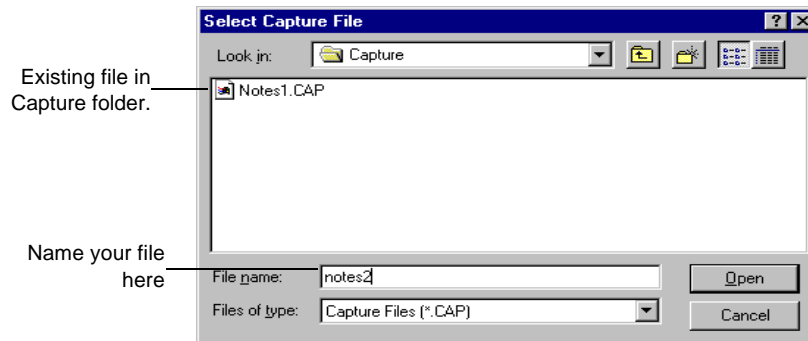 Select Capture File
Look in: Capture
Existing file in
Capture folder.
Notes1.CAP
Name your file
here
File name: notes2 Open
Files of type: Capture Files (*.CAP) Cancel